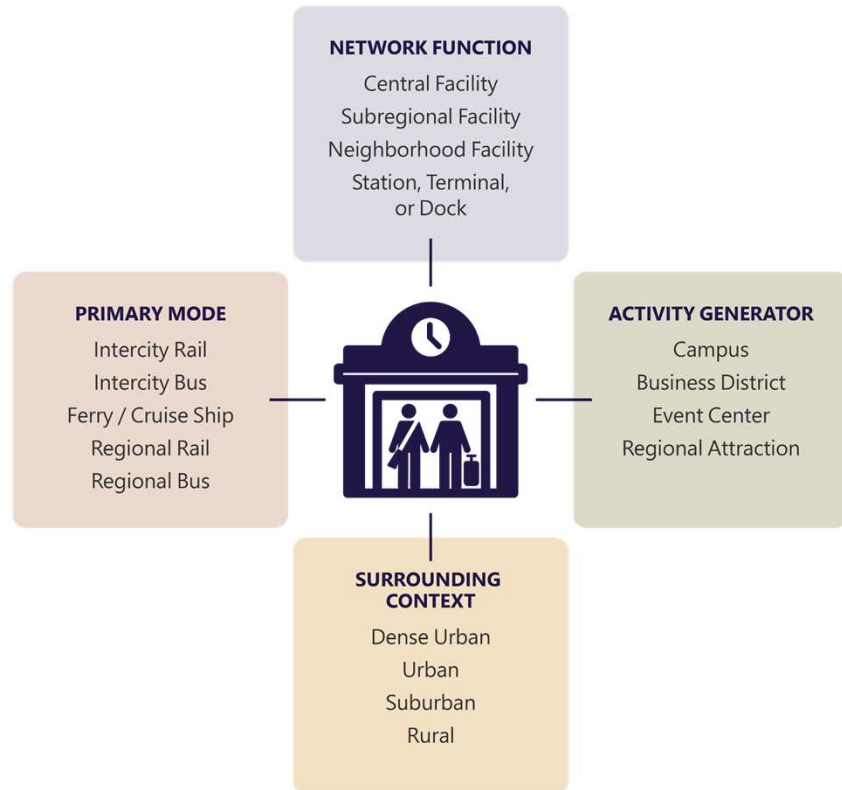 NETWORK FUNCTION
Central Facility
Subregional Facility
Neighborhood Facility
Station, Terminal,
or Dock
PRIMARY MODE
Intercity Rail
Intercity Bus
Ferry / Cruise Ship
Regional Rail
Regional Bus
ACTIVITY GENERATOR
Campus
Business District
Event Center
Regional Attraction
SURROUNDING
CONTEXT
Dense Urban
Urban
Suburban
Rural